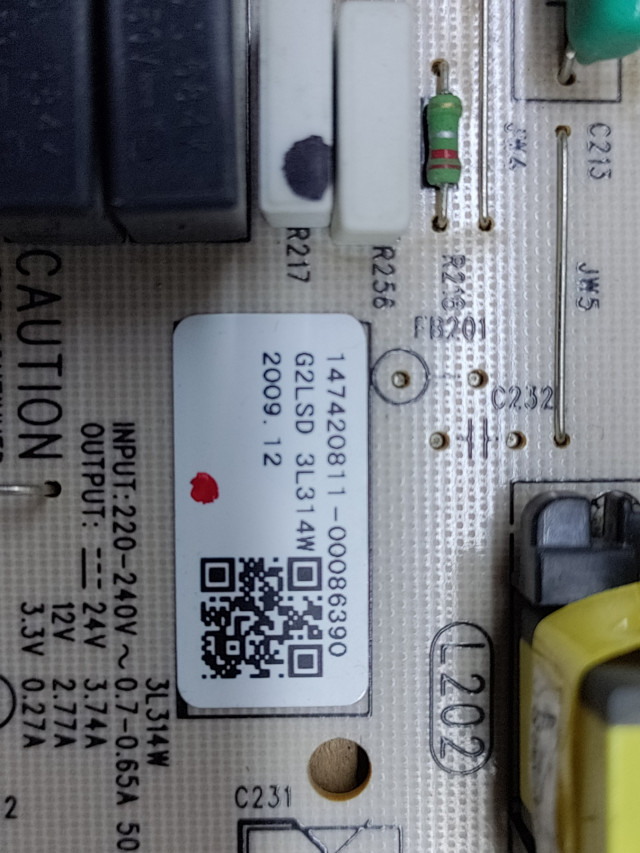 147420811-00086390
G2LSD 3L314W
2009.12
CAUTION
3L314W
INPUT:220-240V~0.7-0.65A 50
OUTPUT: --- 24V 3.74A
12V 2.77A
3.3V 0.27A
R217
R256
JW4
C213
JW5
FB201
C232
L202
C231
2